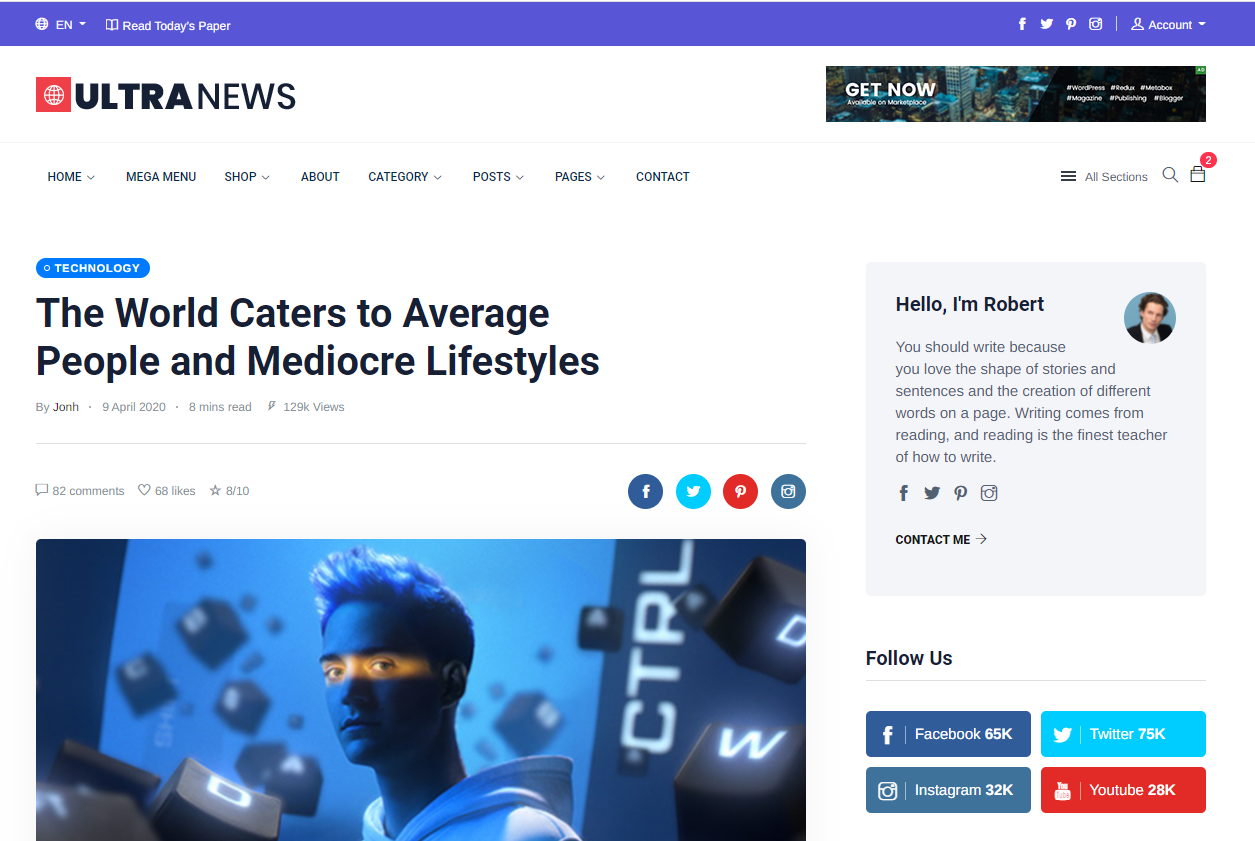 EN Read Today's Paper Account
ULTRANEWS
AD
GET NOW
Available on Marketplace
#WordPress #Redux #Metabox
#Magazine #Publishing #Blogger
HOME MEGA MENU SHOP ABOUT CATEGORY POSTS PAGES CONTACT All Sections 2
TECHNOLOGY
The World Caters to Average
People and Mediocre Lifestyles
By Jonh · 9 April 2020 · 8 mins read 129k Views
82 comments 68 likes 8/10
CTRL
SHIFT
A
D
S
A
D
W
Hello, I'm Robert
You should write because
you love the shape of stories and
sentences and the creation of different
words on a page. Writing comes from
reading, and reading is the finest teacher
of how to write.
CONTACT ME
Follow Us
Facebook 65K
Twitter 75K
Instagram 32K
Youtube 28K